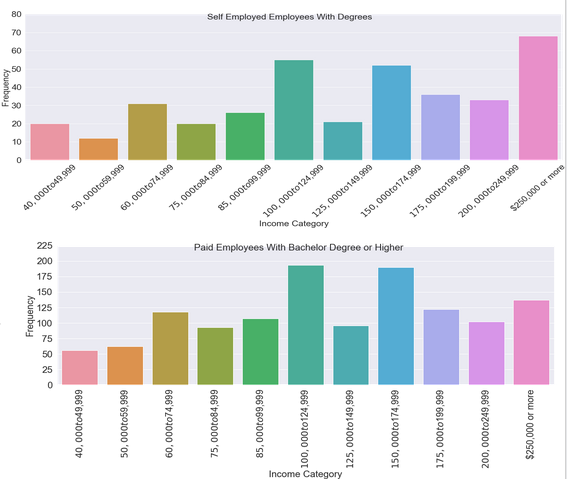 Self Employed Employees With Degrees
80
70
60
50
40
30
20
10
0
Frequency
40,000to49,999
50,000to59,999
60,000to74,999
75,000to84,999
85,000to99,999
100,000to124,999
125,000to149,999
150,000to174,999
175,000to199,999
200,000to249,999
$250,000 or more
Income Category
Paid Employees With Bachelor Degree or Higher
225
200
175
150
125
100
75
50
25
0
Frequency
40,000to49,999
50,000to59,999
60,000to74,999
75,000to84,999
85,000to99,999
100,000to124,999
125,000to149,999
150,000to174,999
175,000to199,999
200,000to249,999
$250,000 or more
Income Category